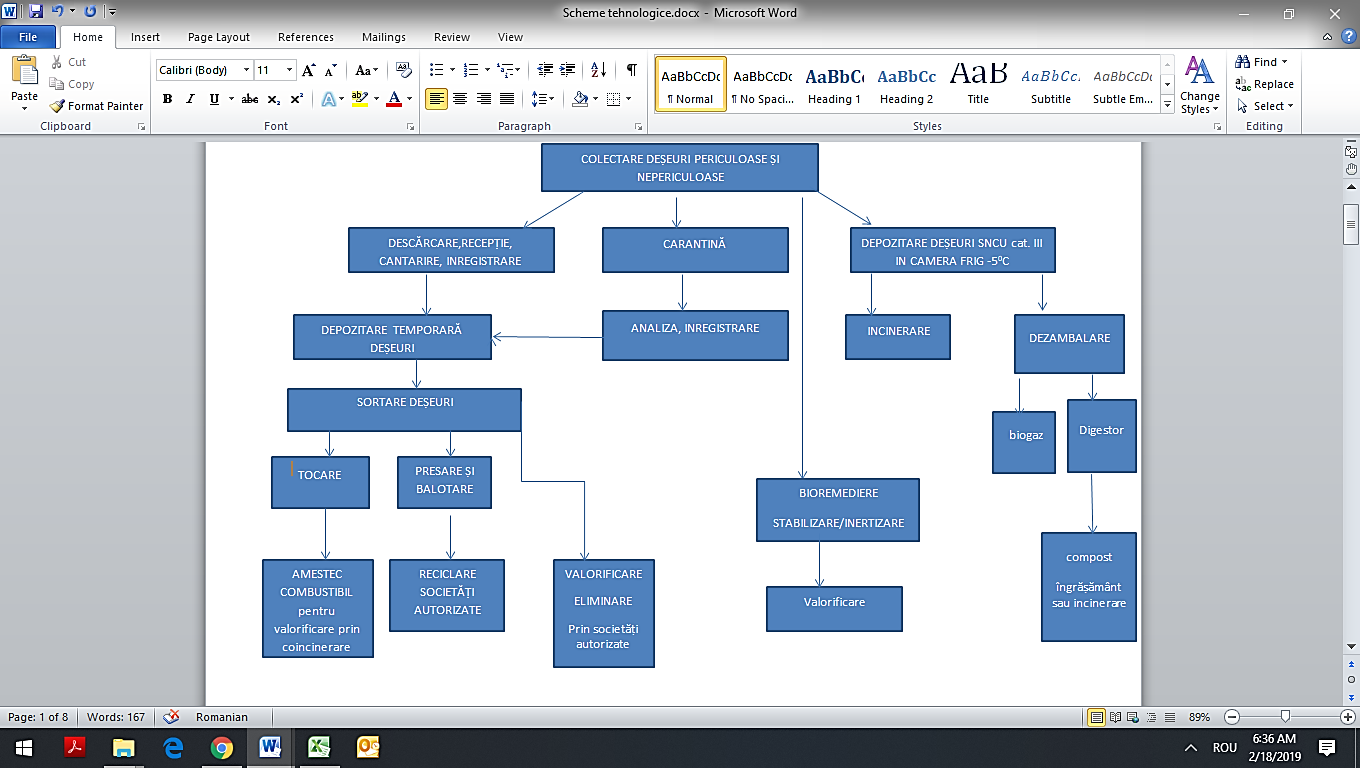 Scheme tehnologice.docx - Microsoft Word
File Home Insert Page Layout References Mailings Review View
Paste
Cut
Copy
Format Painter
Clipboard
Calibri (Body) 11
Font
Paragraph
AaBbCcDc AaBbCcDc AaBbCc AaBbCc AaB AaBbCc. AaBbCcDc
¶ Normal ¶ No Spaci... Heading 1 Heading 2 Title Subtitle Subtle Em...
Styles
Change
Styles
Find
Replace
Select
Editing
COLECTARE DEȘEURI PERICULOASE ȘI
NEPERICULOASE
DESCĂRCARE,RECEPȚIE,
CANTARIRE, INREGISTRARE
CARANTINĂ
DEPOZITARE DEȘEURI SNCU cat. III
IN CAMERA FRIG -5⁰C
DEPOZITARE TEMPORARĂ
DEȘEURI
ANALIZA, INREGISTRARE
INCINERARE
DEZAMBALARE
SORTARE DEȘEURI
biogaz
Digestor
TOCARE
PRESARE ȘI
BALOTARE
BIOREMEDIERE
STABILIZARE/INERTIZARE
AMESTEC
COMBUSTIBIL
pentru
valorificare prin
coincinerare
RECICLARE
SOCIETĂȚI
AUTORIZATE
VALORIFICARE
ELIMINARE
Prin societăți
autorizate
Valorificare
compost
îngrășământ
sau incinerare
Page: 1 of 8 Words: 167 Romanian 89%
ROU
6:36 AM
2/18/2019